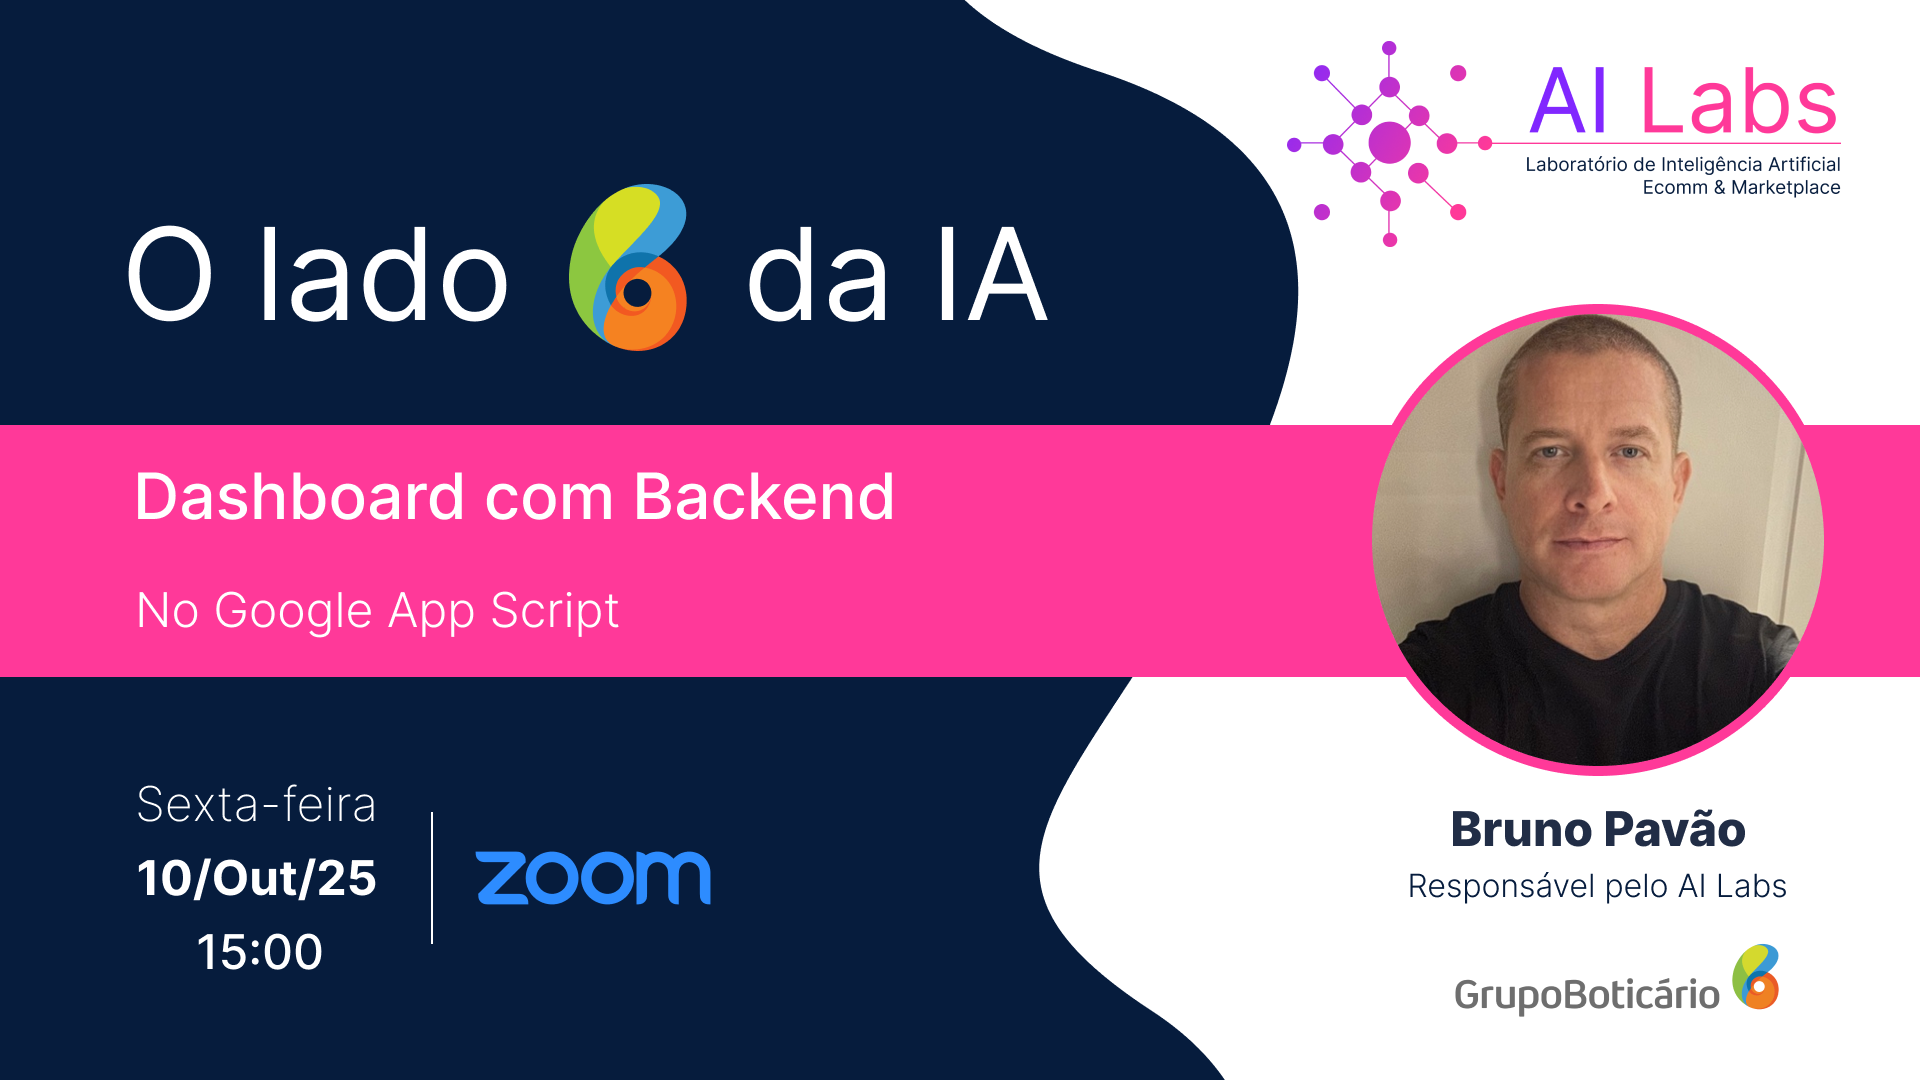 AI Labs
Laboratório de Inteligência Artificial
Ecomm & Marketplace
O lado da IA
Dashboard com Backend
No Google App Script
Sexta-feira
10/Out/25
15:00
zoom
Bruno Pavão
Responsável pelo AI Labs
GrupoBoticário